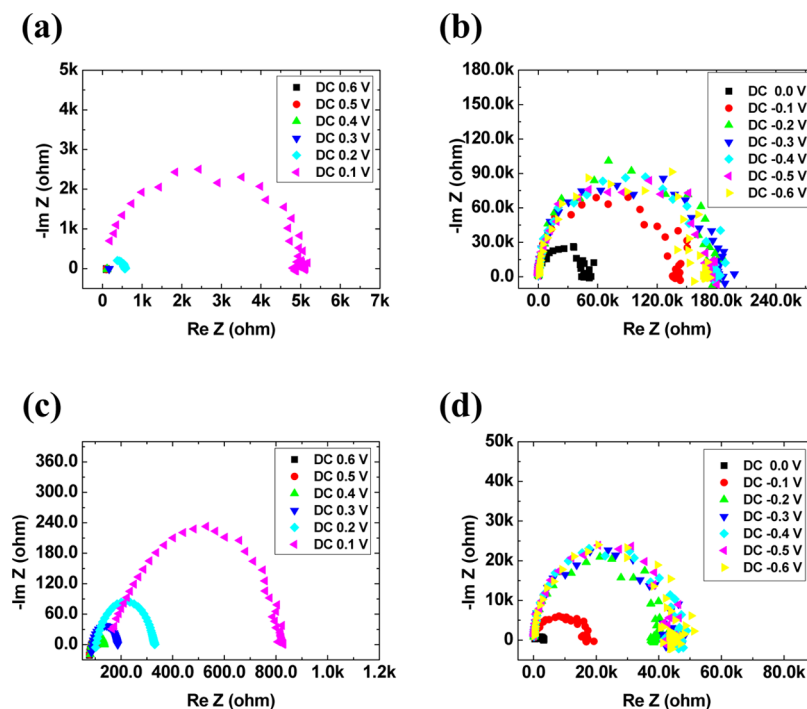 (a)
5k
4k
3k
2k
1k
0
-Im Z (ohm)
0 1k 2k 3k 4k 5k 6k 7k
Re Z (ohm)
DC 0.6 V
DC 0.5 V
DC 0.4 V
DC 0.3 V
DC 0.2 V
DC 0.1 V
(b)
180.0k
150.0k
120.0k
90.0k
60.0k
30.0k
0.0
-Im Z (ohm)
0.0 60.0k 120.0k 180.0k 240.0k
Re Z (ohm)
DC 0.0 V
DC -0.1 V
DC -0.2 V
DC -0.3 V
DC -0.4 V
DC -0.5 V
DC -0.6 V
(c)
360.0
300.0
240.0
180.0
120.0
60.0
0.0
-Im Z (ohm)
200.0 400.0 600.0 800.0 1.0k 1.2k
Re Z (ohm)
DC 0.6 V
DC 0.5 V
DC 0.4 V
DC 0.3 V
DC 0.2 V
DC 0.1 V
(d)
50k
40k
30k
20k
10k
0
-Im Z (ohm)
0.0 20.0k 40.0k 60.0k 80.0k
Re Z (ohm)
DC 0.0 V
DC -0.1 V
DC -0.2 V
DC -0.3 V
DC -0.4 V
DC -0.5 V
DC -0.6 V